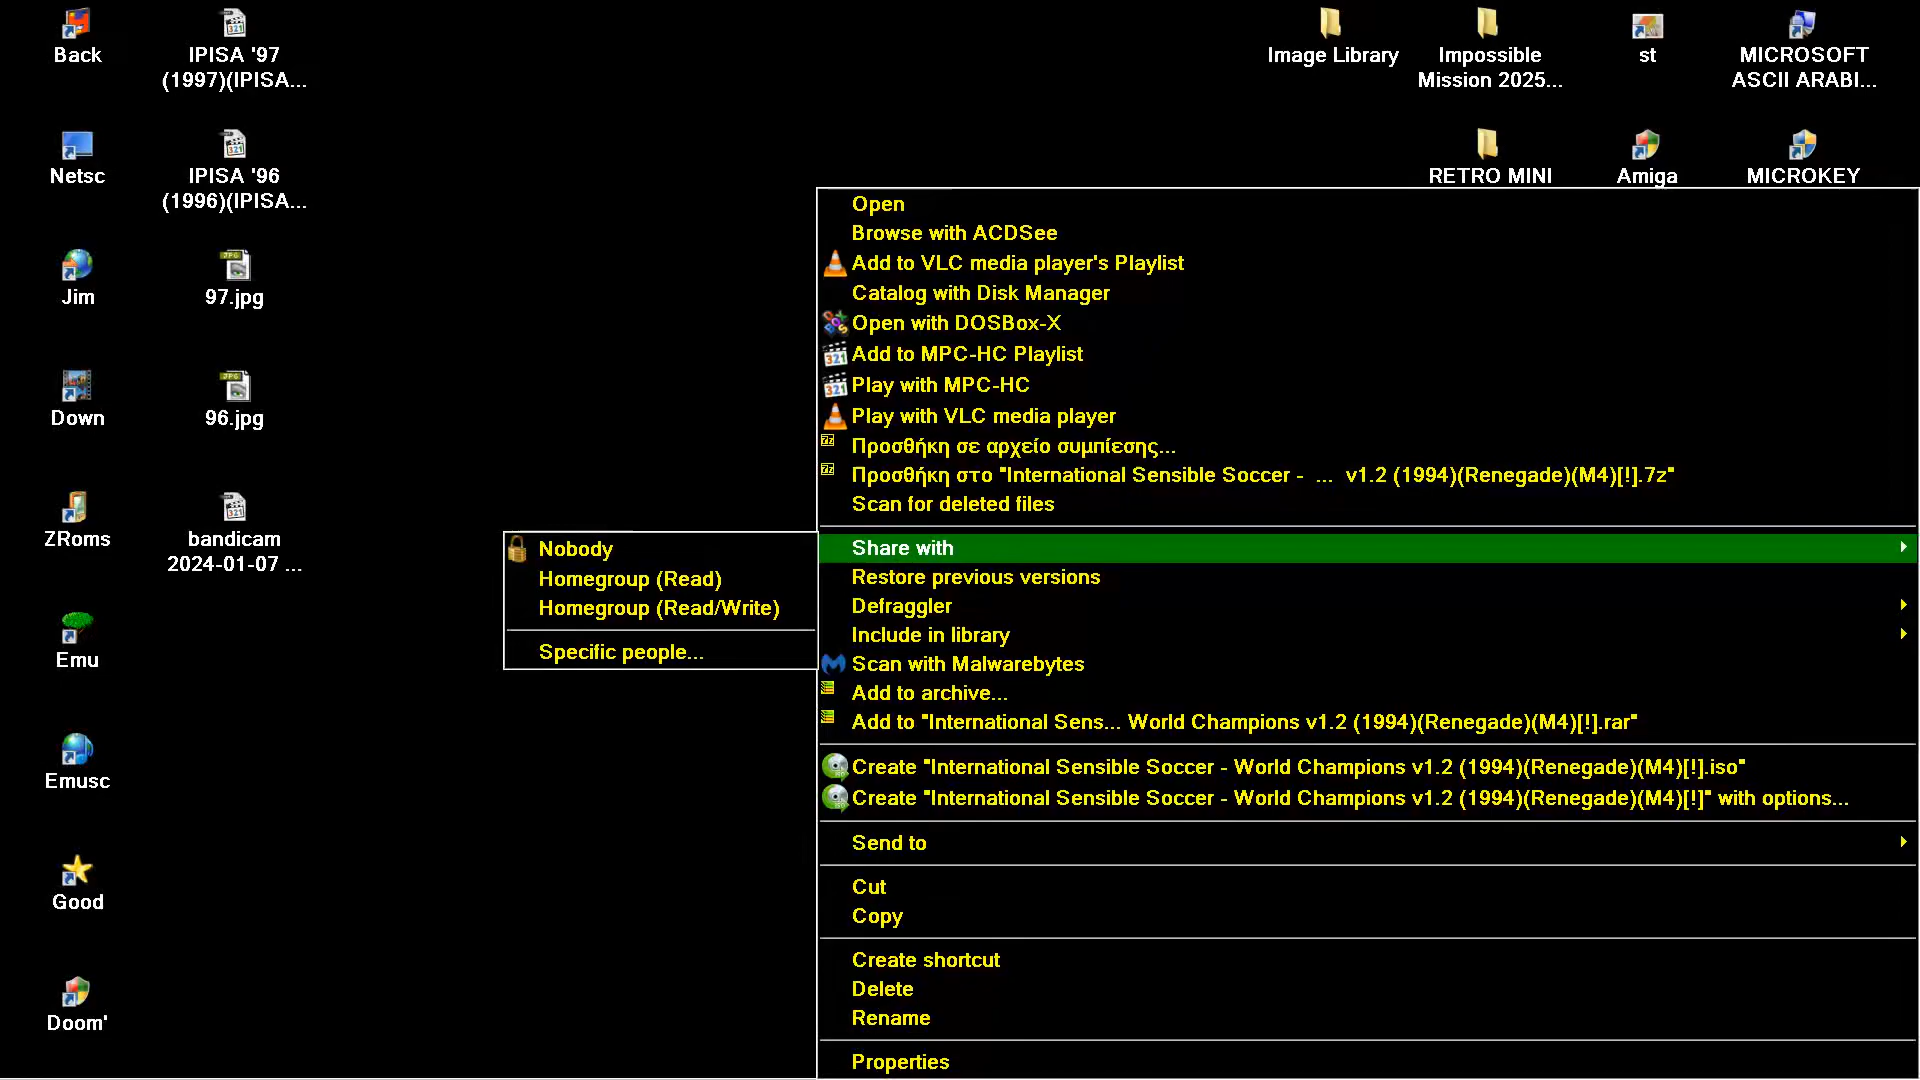 Back
IPISA '97
(1997)(IPISA...
Netsc
IPISA '96
(1996)(IPISA...
Jim
97.jpg
Down
96.jpg
ZRoms
bandicam
2024-01-07 ...
Emu
Emusc
Good
Doom'
Image Library
Impossible
Mission 2025...
st
MICROSOFT
ASCII ARABI...
RETRO MINI
Amiga
MICROKEY
Open
Browse with ACDSee
Add to VLC media player's Playlist
Catalog with Disk Manager
Open with DOSBox-X
Add to MPC-HC Playlist
Play with MPC-HC
Play with VLC media player
Προσθήκη σε αρχείο συμπίεσης...
Προσθήκη στο "International Sensible Soccer - ... v1.2 (1994)(Renegade)(M4)[!].7z"
Scan for deleted files
Share with
Nobody
Homegroup (Read)
Homegroup (Read/Write)
Specific people...
Restore previous versions
Defraggler
Include in library
Scan with Malwarebytes
Add to archive...
Add to "International Sens... World Champions v1.2 (1994)(Renegade)(M4)[!].rar"
Create "International Sensible Soccer - World Champions v1.2 (1994)(Renegade)(M4)[!].iso"
Create "International Sensible Soccer - World Champions v1.2 (1994)(Renegade)(M4)[!]" with options...
Send to
Cut
Copy
Create shortcut
Delete
Rename
Properties